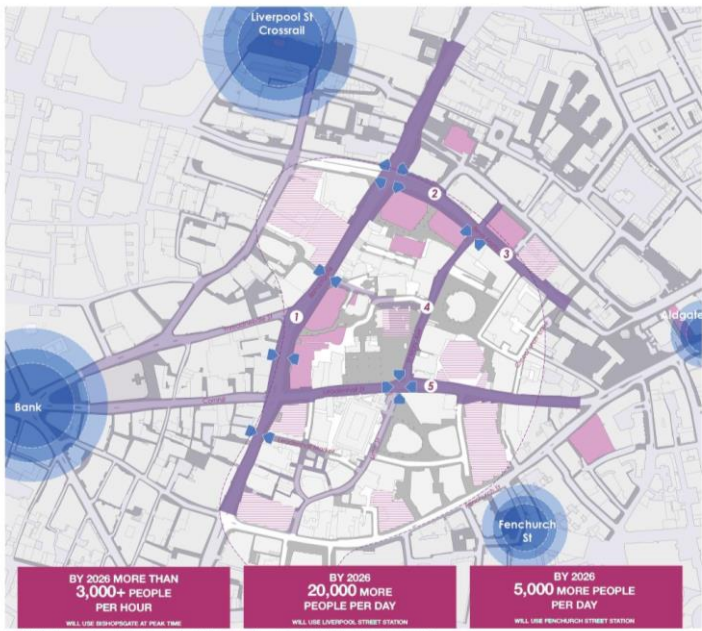 Liverpool St
Crossrail
2
3
4
1
Aldgate
5
Bank
Cornhill
Fenchurch
St
BY 2026 MORE THAN
3,000+ PEOPLE
PER HOUR
WILL USE BISHOPSGATE AT PEAK TIME
BY 2026
20,000 MORE
PEOPLE PER DAY
WILL USE LIVERPOOL STREET STATION
BY 2026
5,000 MORE PEOPLE
PER DAY
WILL USE FENCHURCH STREET STATION